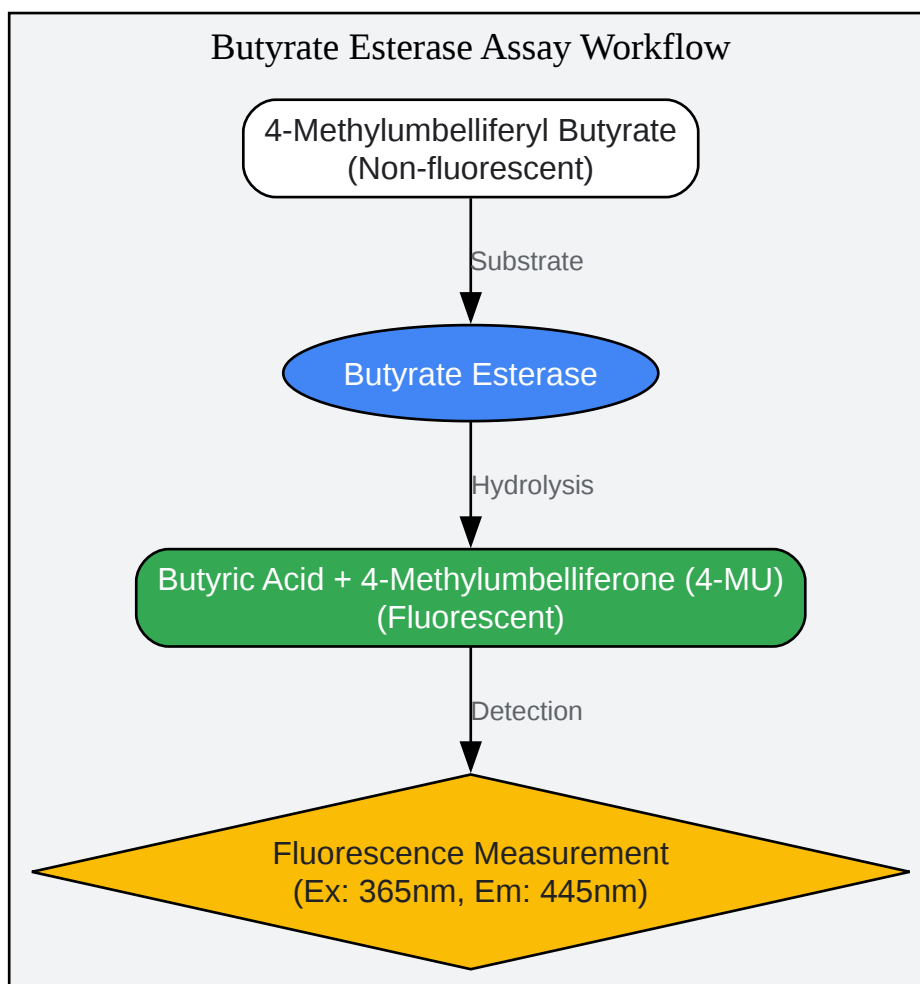 Butyrate Esterase Assay Workflow
4-Methylumbelliferyl Butyrate
(Non-fluorescent)
Substrate
Butyrate Esterase
Hydrolysis
Butyric Acid + 4-Methylumbelliferone (4-MU)
(Fluorescent)
Detection
Fluorescence Measurement
(Ex: 365nm, Em: 445nm)